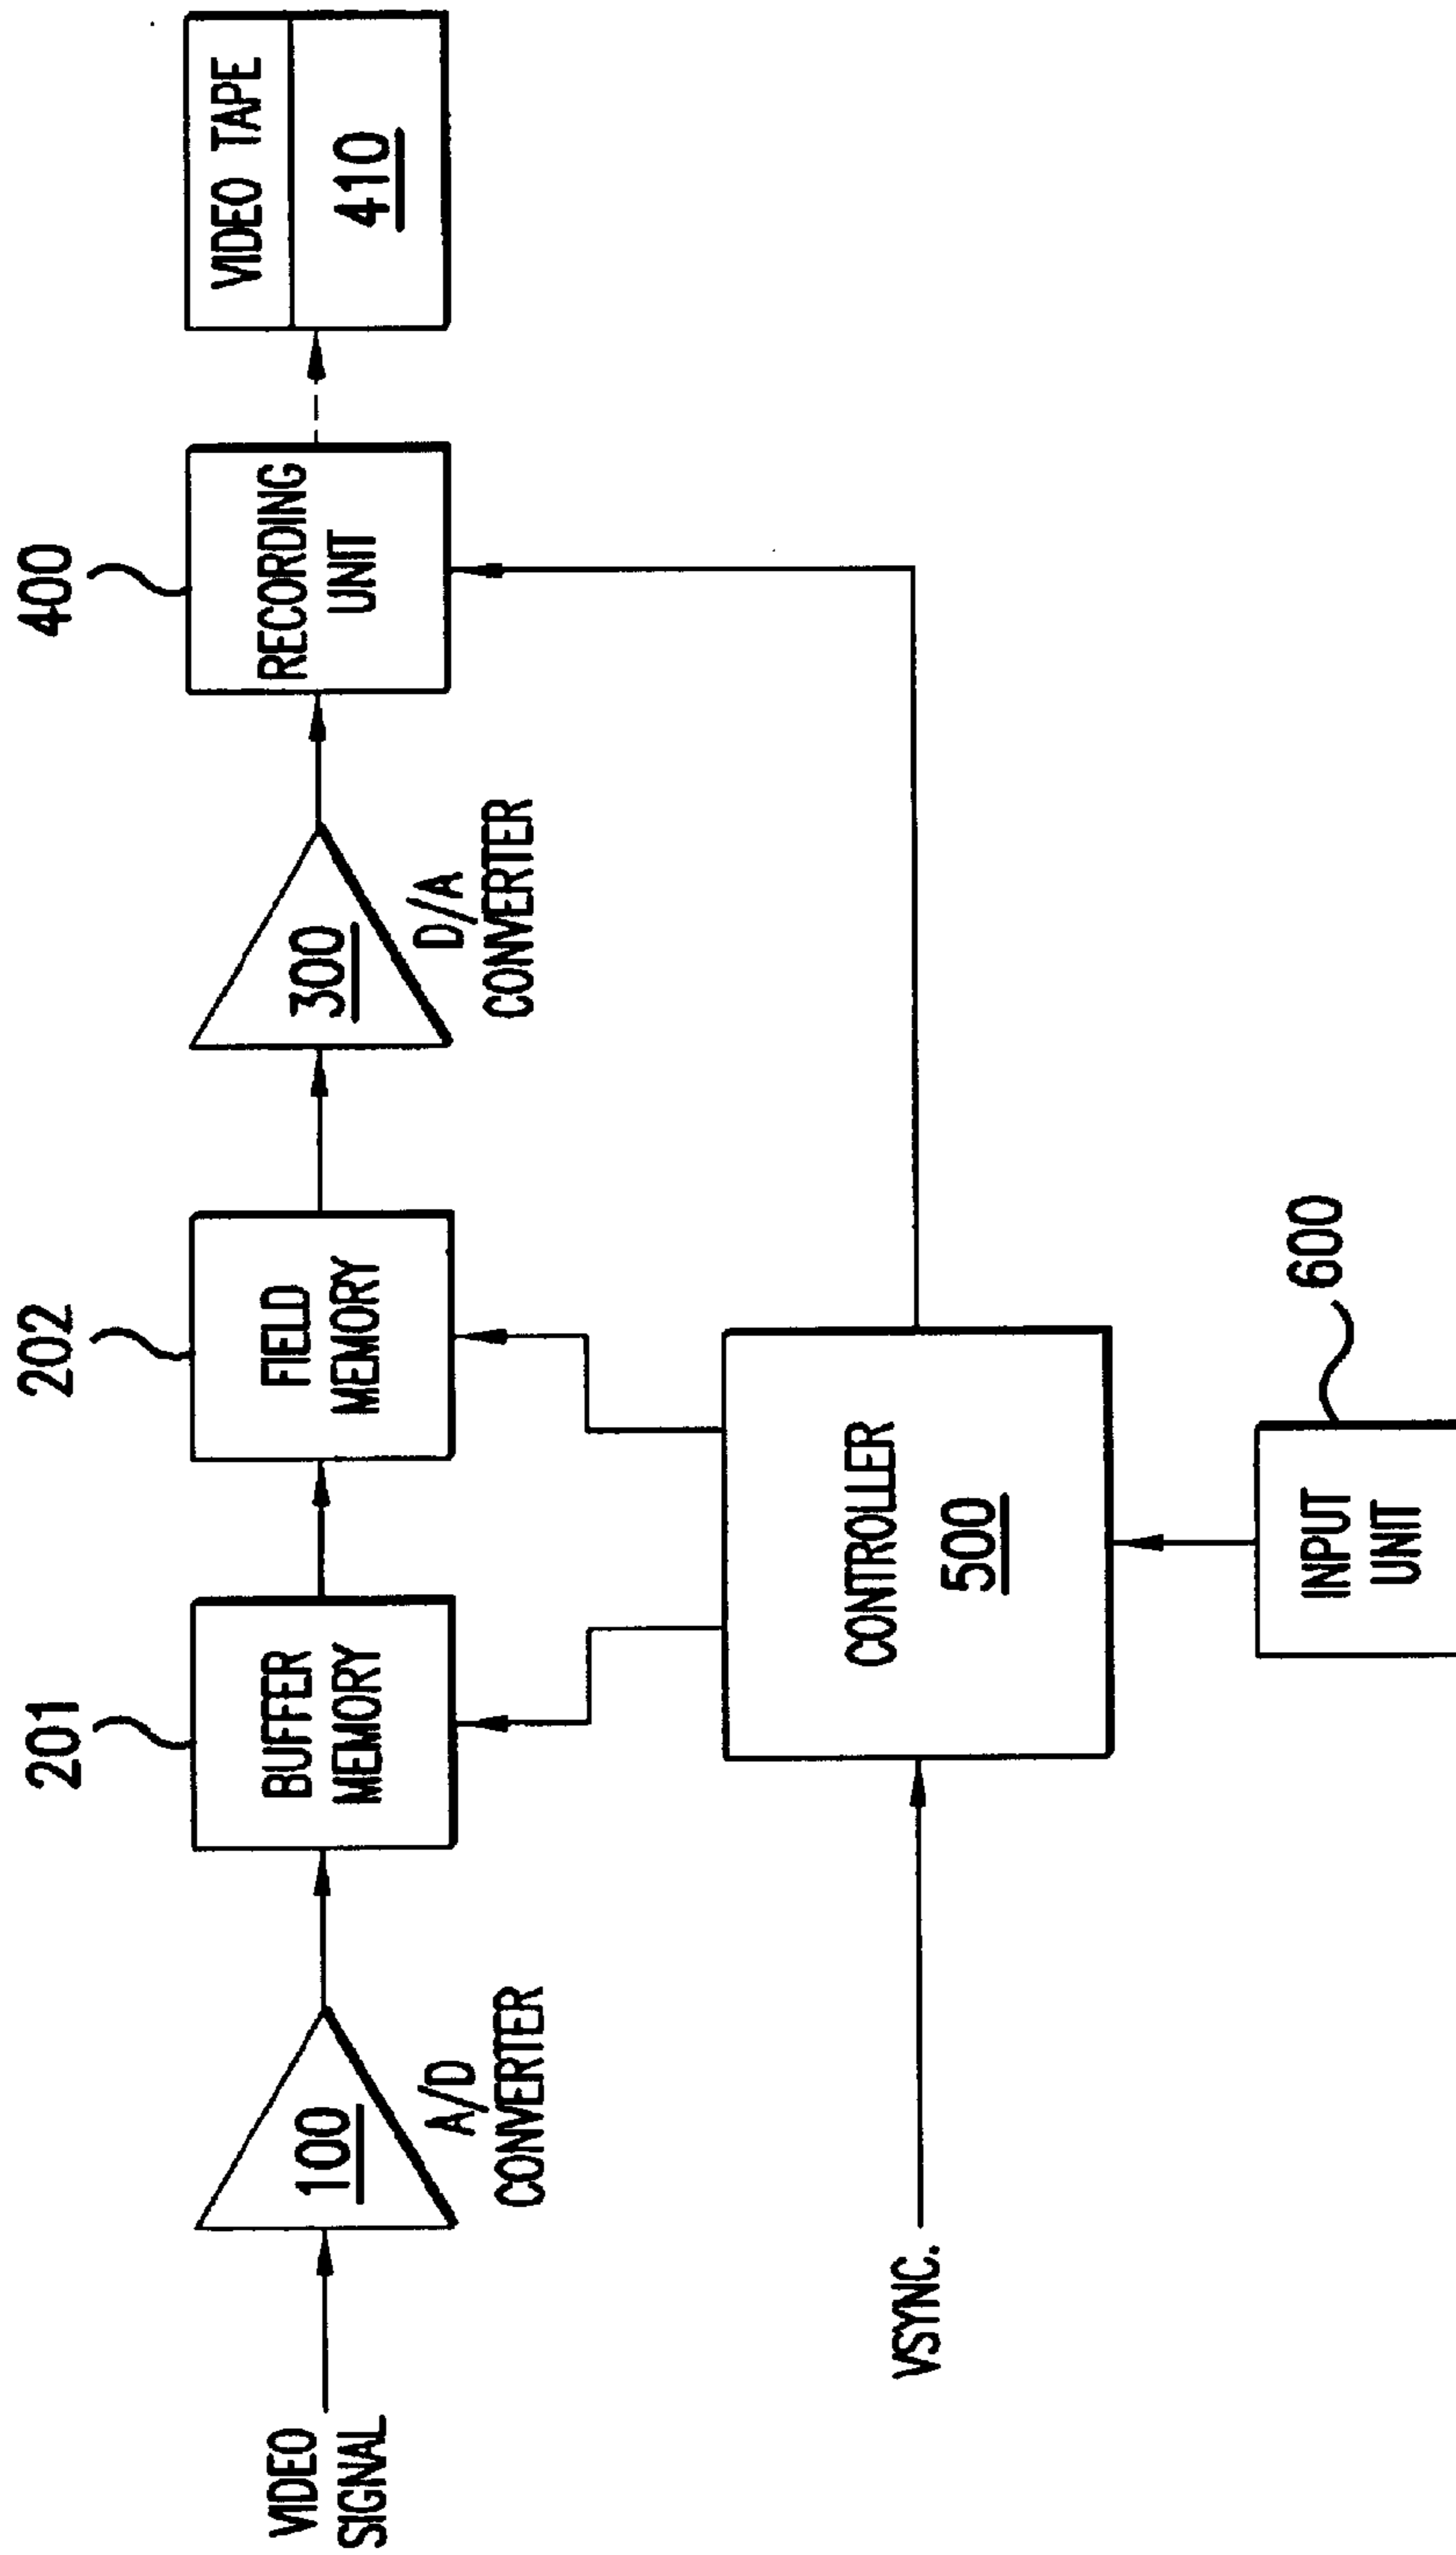 201
202
400
VIDEO
SIGNAL
100
A/D
CONVERTER
BUFFER
MEMORY
FIELD
MEMORY
300
D/A
CONVERTER
RECORDING
UNIT
VIDEO TAPE
410
VSYNC.
CONTROLLER
500
INPUT
UNIT
600